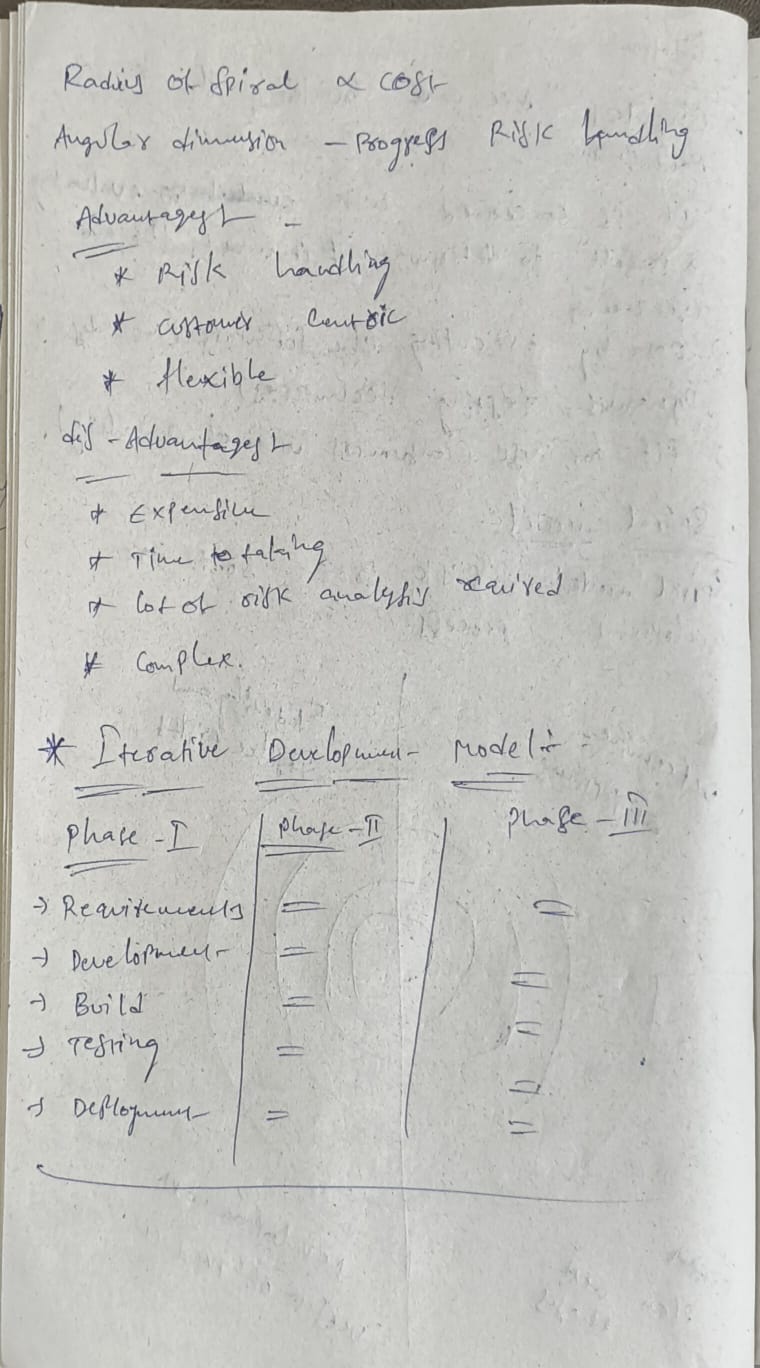 Radius of Spiral ∝ cost
Angular dimension - Progress Risk handling
Advantages :-
* Risk handling
* customer centric
* flexible
dis-Advantages :-
* Expensive
* Time taking
* lot of risk analysis required
* Complex.
* Iterative Development Model :-
Phase - I Phase - II Phase - III
→ Requirements = =
→ Development = =
→ Build = =
→ Testing = =
→ Deployment = =